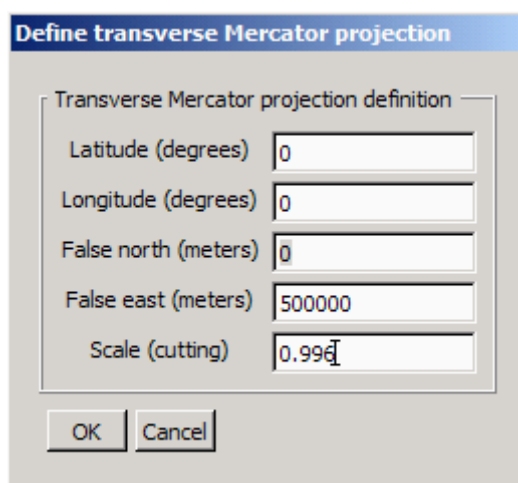 Define transverse Mercator projection
Transverse Mercator projection definition
Latitude (degrees) 0
Longitude (degrees) 0
False north (meters) 0
False east (meters) 500000
Scale (cutting) 0.996
OK Cancel